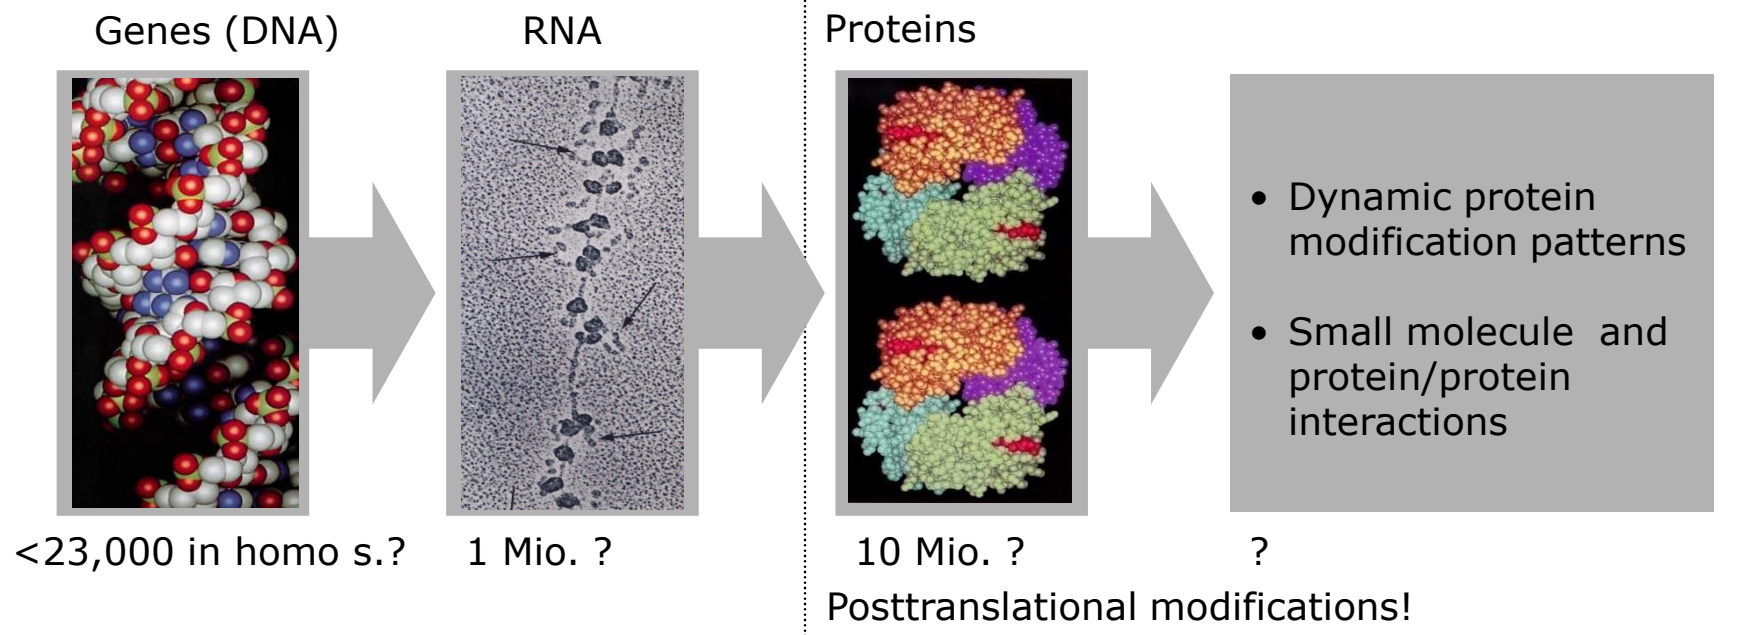 Genes (DNA)
RNA
Proteins
• Dynamic protein
modification patterns
• Small molecule  and
protein/protein
interactions
<23,000 in homo s.?
1 Mio. ?
10 Mio. ?
?
Posttranslational modifications!